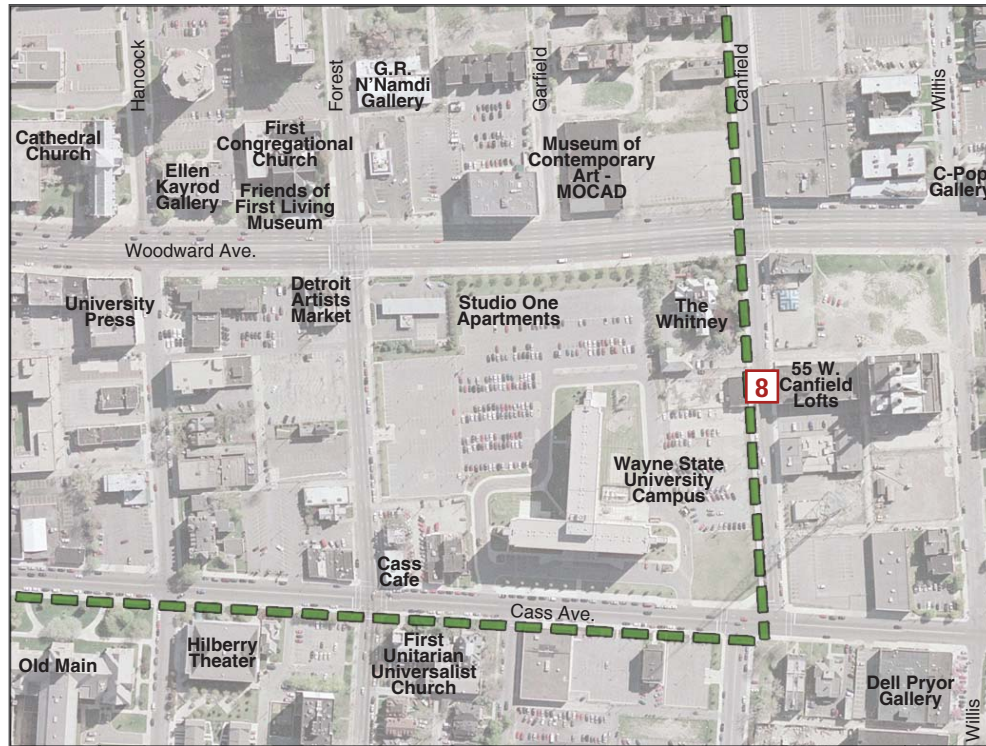 Hancock
Forest
G.R.
N'Namdi
Gallery
Garfield
Canfield
Willis
Cathedral
Church
First
Congregational
Church
Ellen
Kayrod
Gallery
Friends of
First Living
Museum
Museum of
Contemporary
Art -
MOCAD
C-Pop
Gallery
Woodward Ave.
University
Press
Detroit
Artists
Market
Studio One
Apartments
The
Whitney
8
55 W.
Canfield
Lofts
Wayne State
University
Campus
Cass
Cafe
Cass Ave.
Old Main
Hilberry
Theater
First
Unitarian
Universalist
Church
Dell Pryor
Gallery
Willis